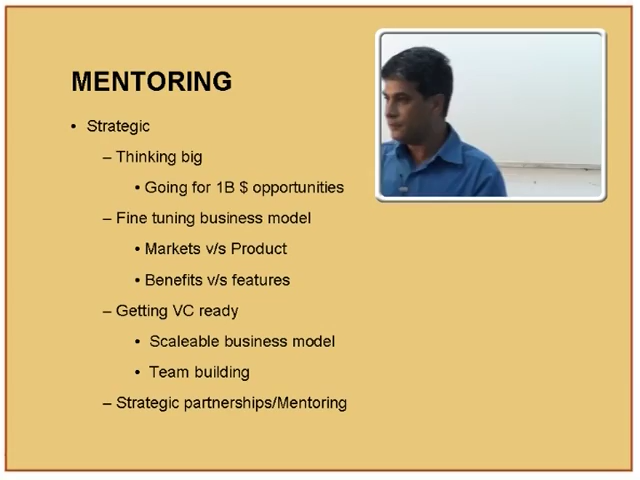 MENTORING
• Strategic
– Thinking big
• Going for 1B $ opportunities
– Fine tuning business model
• Markets v/s Product
• Benefits v/s features
– Getting VC ready
• Scaleable business model
• Team building
– Strategic partnerships/Mentoring